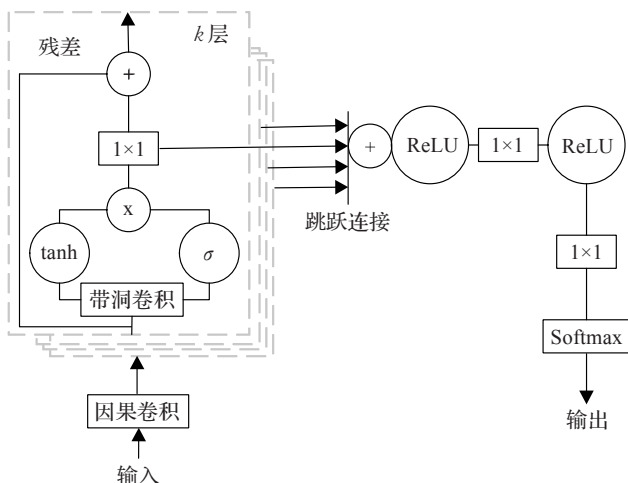 残差
k层
+
1×1
+
ReLU
1×1
ReLU
x
跳跃连接
tanh
σ
1×1
带洞卷积
Softmax
因果卷积
输出
输入